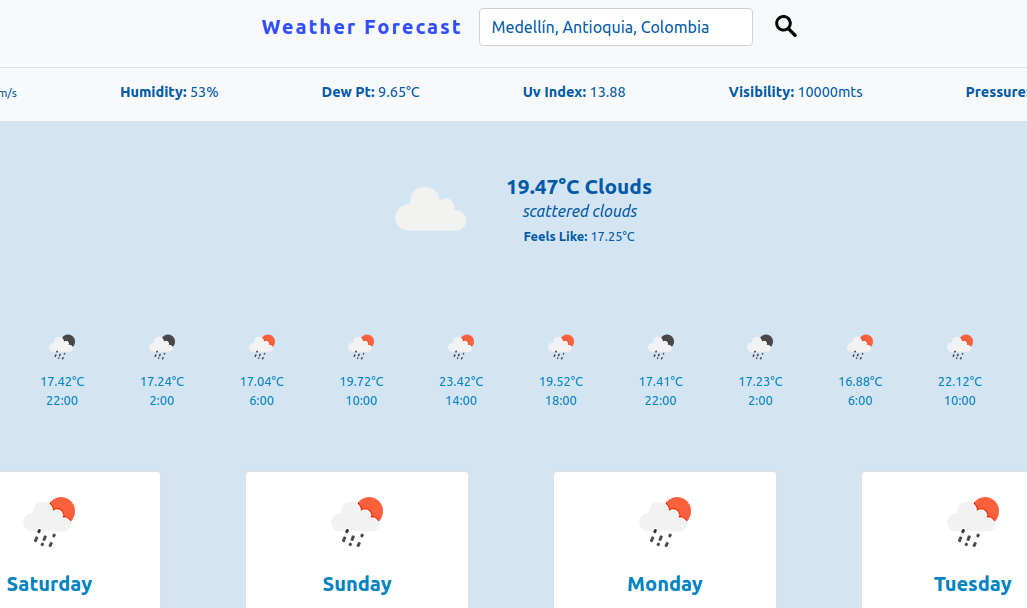 Weather Forecast
Medellín, Antioquia, Colombia
m/s Humidity: 53% Dew Pt: 9.65°C Uv Index: 13.88 Visibility: 10000mts Pressure:
19.47°C Clouds
scattered clouds
Feels Like: 17.25°C
17.42°C 17.24°C 17.04°C 19.72°C 23.42°C 19.52°C 17.41°C 17.23°C 16.88°C 22.12°C
22:00 2:00 6:00 10:00 14:00 18:00 22:00 2:00 6:00 10:00
Saturday Sunday Monday Tuesday